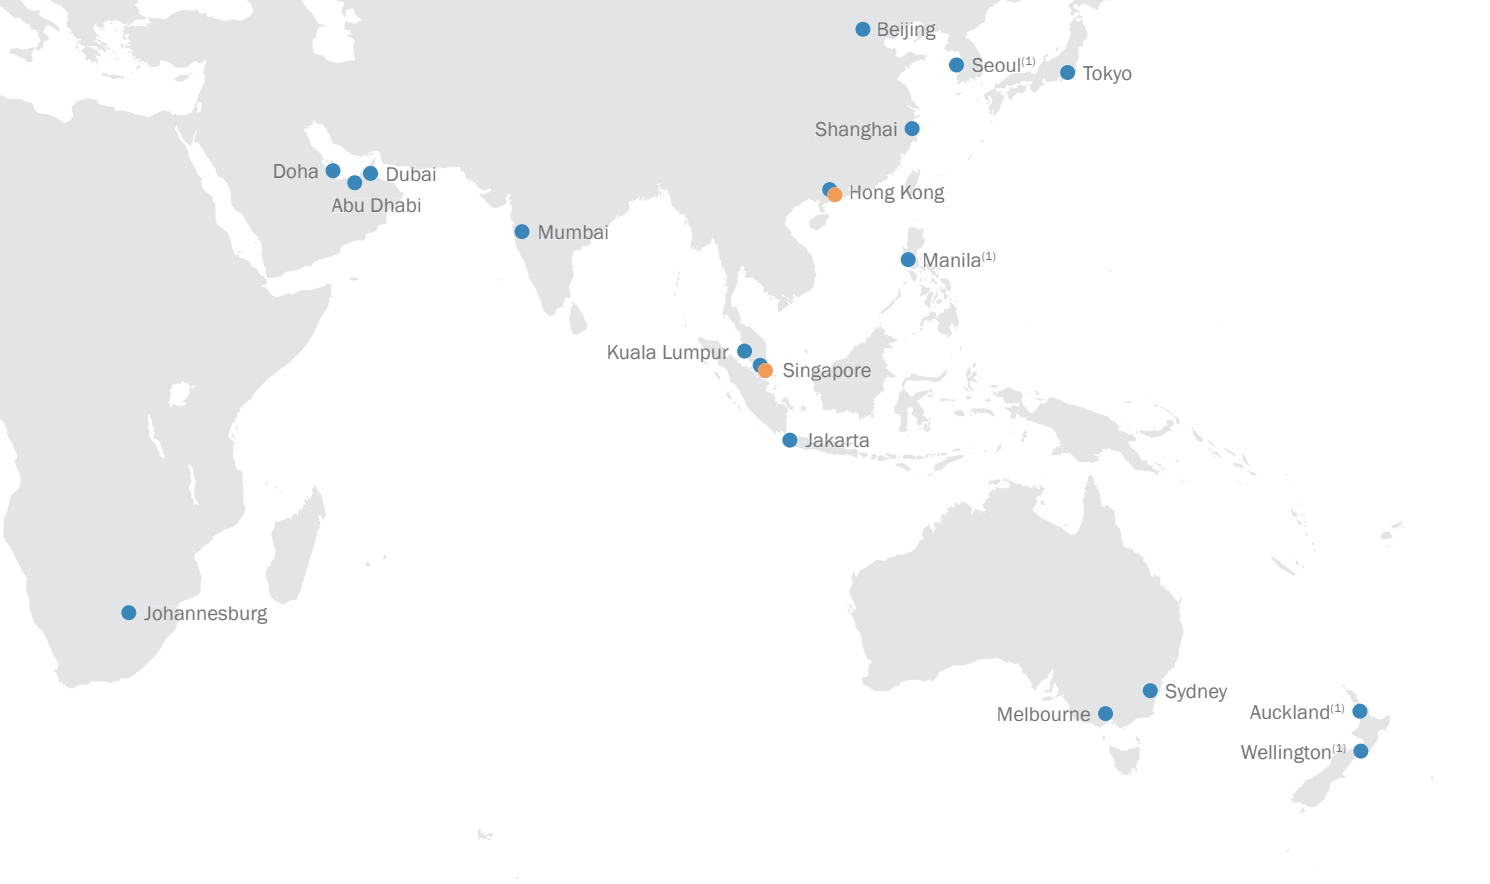 Beijing
Seoul(1)
Tokyo
Shanghai
Doha
Dubai
Abu Dhabi
Hong Kong
Mumbai
Manila(1)
Kuala Lumpur
Singapore
Jakarta
Johannesburg
Sydney
Melbourne
Auckland(1)
Wellington(1)